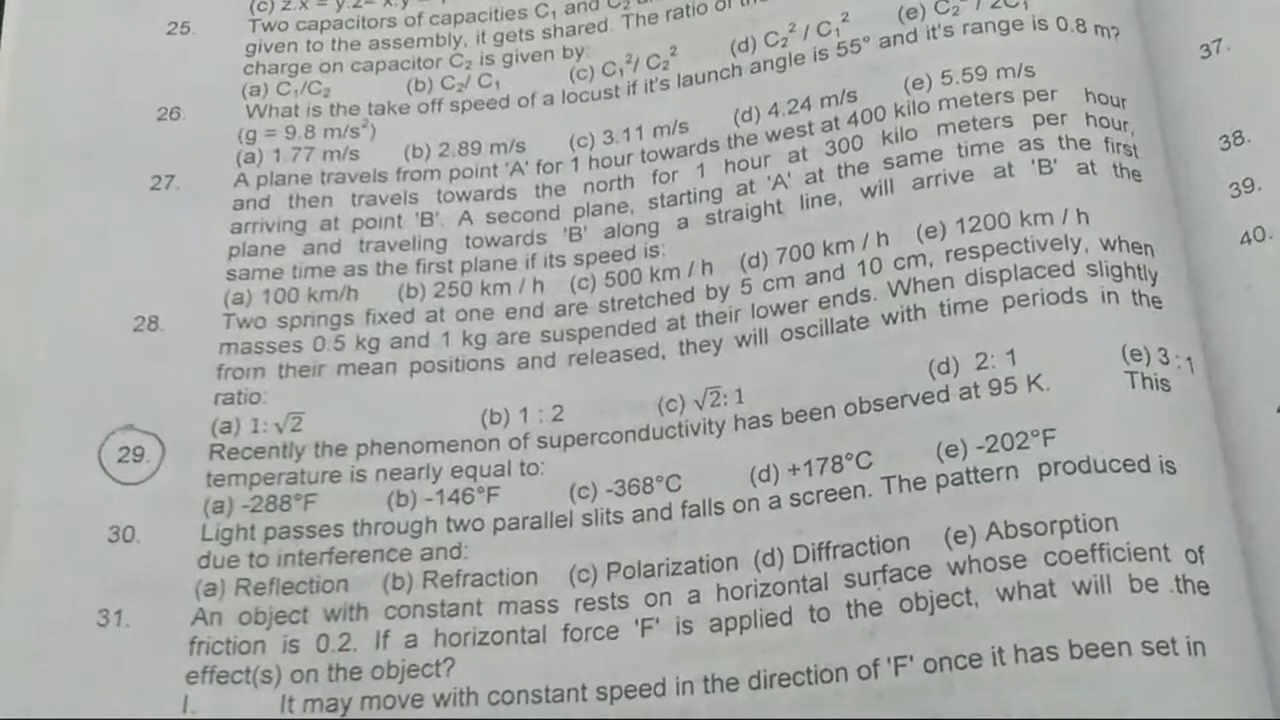 (c) z.x = y.z
25. Two capacitors of capacities C₁ and C₂
given to the assembly, it gets shared. The ratio of
charge on capacitor C₂ is given by:
(a) C₁/C₂ (b) C₂/ C₁ (c) C₁²/ C₂² (d) C₂² / C₁² (e) C₂
26. What is the take off speed of a locust if it's launch angle is 55° and it's range is 0.8 m?
(g = 9.8 m/s²)
(a) 1.77 m/s (b) 2.89 m/s (c) 3.11 m/s (d) 4.24 m/s (e) 5.59 m/s
27. A plane travels from point 'A' for 1 hour towards the west at 400 kilo meters per hour
and then travels towards the north for 1 hour at 300 kilo meters per hour,
arriving at point 'B'. A second plane, starting at 'A' at the same time as the first
plane and traveling towards 'B' along a straight line, will arrive at 'B' at the
same time as the first plane if its speed is:
(a) 100 km/h (b) 250 km / h (c) 500 km / h (d) 700 km / h (e) 1200 km / h
28. Two springs fixed at one end are stretched by 5 cm and 10 cm, respectively, when
masses 0.5 kg and 1 kg are suspended at their lower ends. When displaced slightly
from their mean positions and released, they will oscillate with time periods in the
ratio:
(a) 1: √2 (b) 1 : 2 (c) √2: 1 (d) 2: 1 (e) 3 : 1
29. Recently the phenomenon of superconductivity has been observed at 95 K. This
temperature is nearly equal to:
(a) -288°F (b) -146°F (c) -368°C (d) +178°C (e) -202°F
30. Light passes through two parallel slits and falls on a screen. The pattern produced is
due to interference and:
(a) Reflection (b) Refraction (c) Polarization (d) Diffraction (e) Absorption
31. An object with constant mass rests on a horizontal surface whose coefficient of
friction is 0.2. If a horizontal force 'F' is applied to the object, what will be the
effect(s) on the object?
I. It may move with constant speed in the direction of 'F' once it has been set in
37.
38.
39.
40.